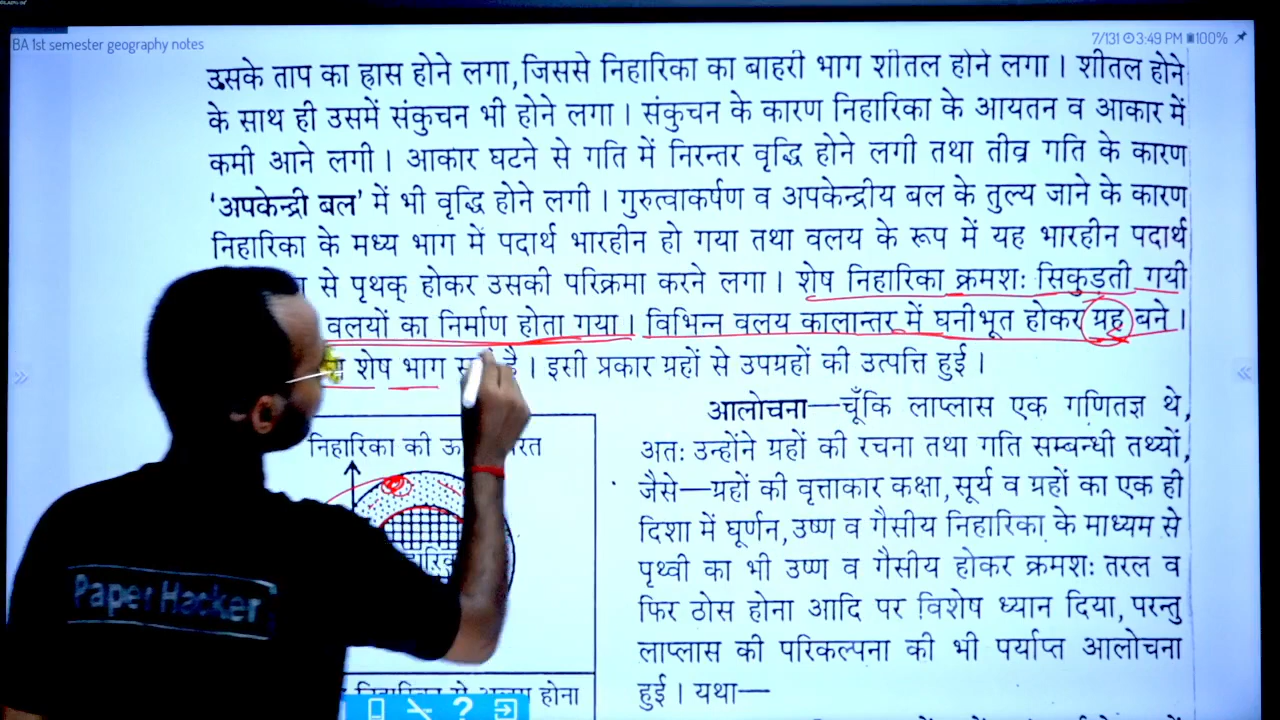 BA 1st semester geography notes
7/131 3:49 PM 100%
उसके ताप का ह्रास होने लगा, जिससे निहारिका का बाहरी भाग शीतल होने लगा । शीतल होने
के साथ ही उसमें संकुचन भी होने लगा । संकुचन के कारण निहारिका के आयतन व आकार में
कमी आने लगी । आकार घटने से गति में निरन्तर वृद्धि होने लगी तथा तीव्र गति के कारण
‘अपकेन्द्री बल’ में भी वृद्धि होने लगी । गुरुत्वाकर्षण व अपकेन्द्रीय बल के तुल्य जाने के कारण
निहारिका के मध्य भाग में पदार्थ भारहीन हो गया तथा वलय के रूप में यह भारहीन पदार्थ
से पृथक् होकर उसकी परिक्रमा करने लगा । शेष निहारिका क्रमशः सिकुड़ती गयी
वलयों का निर्माण होता गया । विभिन्न वलय कालान्तर में घनीभूत होकर ग्रह बने ।
शेष भाग है । इसी प्रकार ग्रहों से उपग्रहों की उत्पत्ति हुई ।
निहारिका की
आलोचना—चूँकि लाप्लास एक गणितज्ञ थे,
अतः उन्होंने ग्रहों की रचना तथा गति सम्बन्धी तथ्यों,
जैसे—ग्रहों की वृत्ताकार कक्षा, सूर्य व ग्रहों का एक ही
दिशा में घूर्णन, उष्ण व गैसीय निहारिका के माध्यम से
पृथ्वी का भी उष्ण व गैसीय होकर क्रमशः तरल व
फिर ठोस होना आदि पर विशेष ध्यान दिया, परन्तु
लाप्लास की परिकल्पना की भी पर्याप्त आलोचना
हुई । यथा—
होना
Paper Hacker